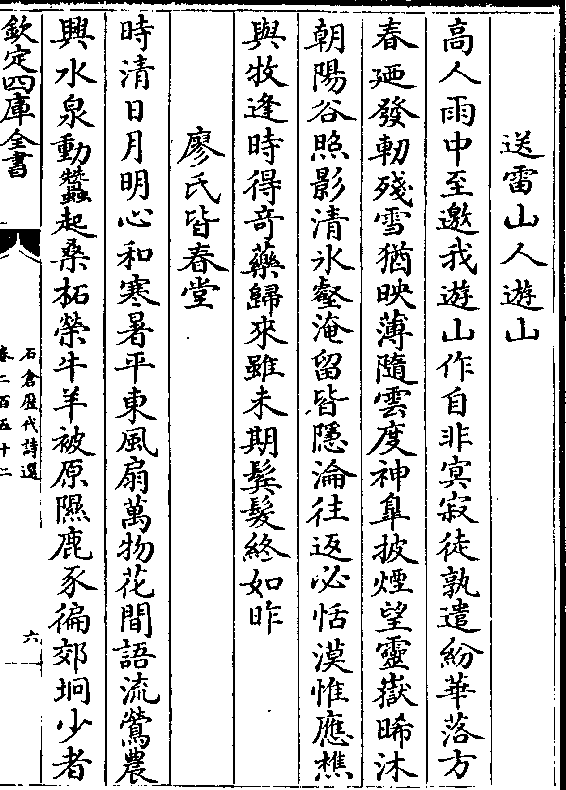 送雷山人遊山
高人雨中至邀我遊山作自非寞寂徒孰遣紛華落方
春廼發軔殘雪猶映薄隨雲度神臯披煙望靈嶽晞沐
朝陽谷照影清氷壑淹留皆隱淪往返必恬漠惟應樵
與牧逢時得竒藥歸來雖未期鬂髮終如昨
廖氏皆春堂
時清日月明心和寒暑平東風扇萬物花間語流鶯農
興水泉動蟄起桑柘榮牛羊被原隰鹿豕徧郊坰少者
欽定四庫全書
石倉歷代詩選
卷二百五十二
六